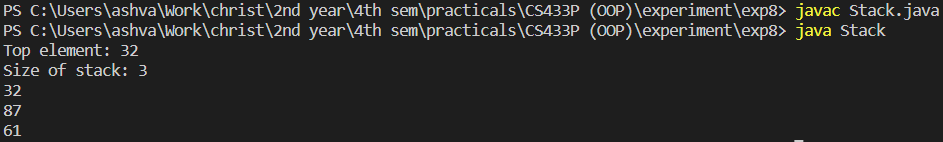 PS C:\Users\ashva\Work\christ\2nd year\4th sem\practicals\CS433P (OOP)\experiment\exp8> javac Stack.java
PS C:\Users\ashva\Work\christ\2nd year\4th sem\practicals\CS433P (OOP)\experiment\exp8> java Stack
Top element: 32
Size of stack: 3
32
87
61